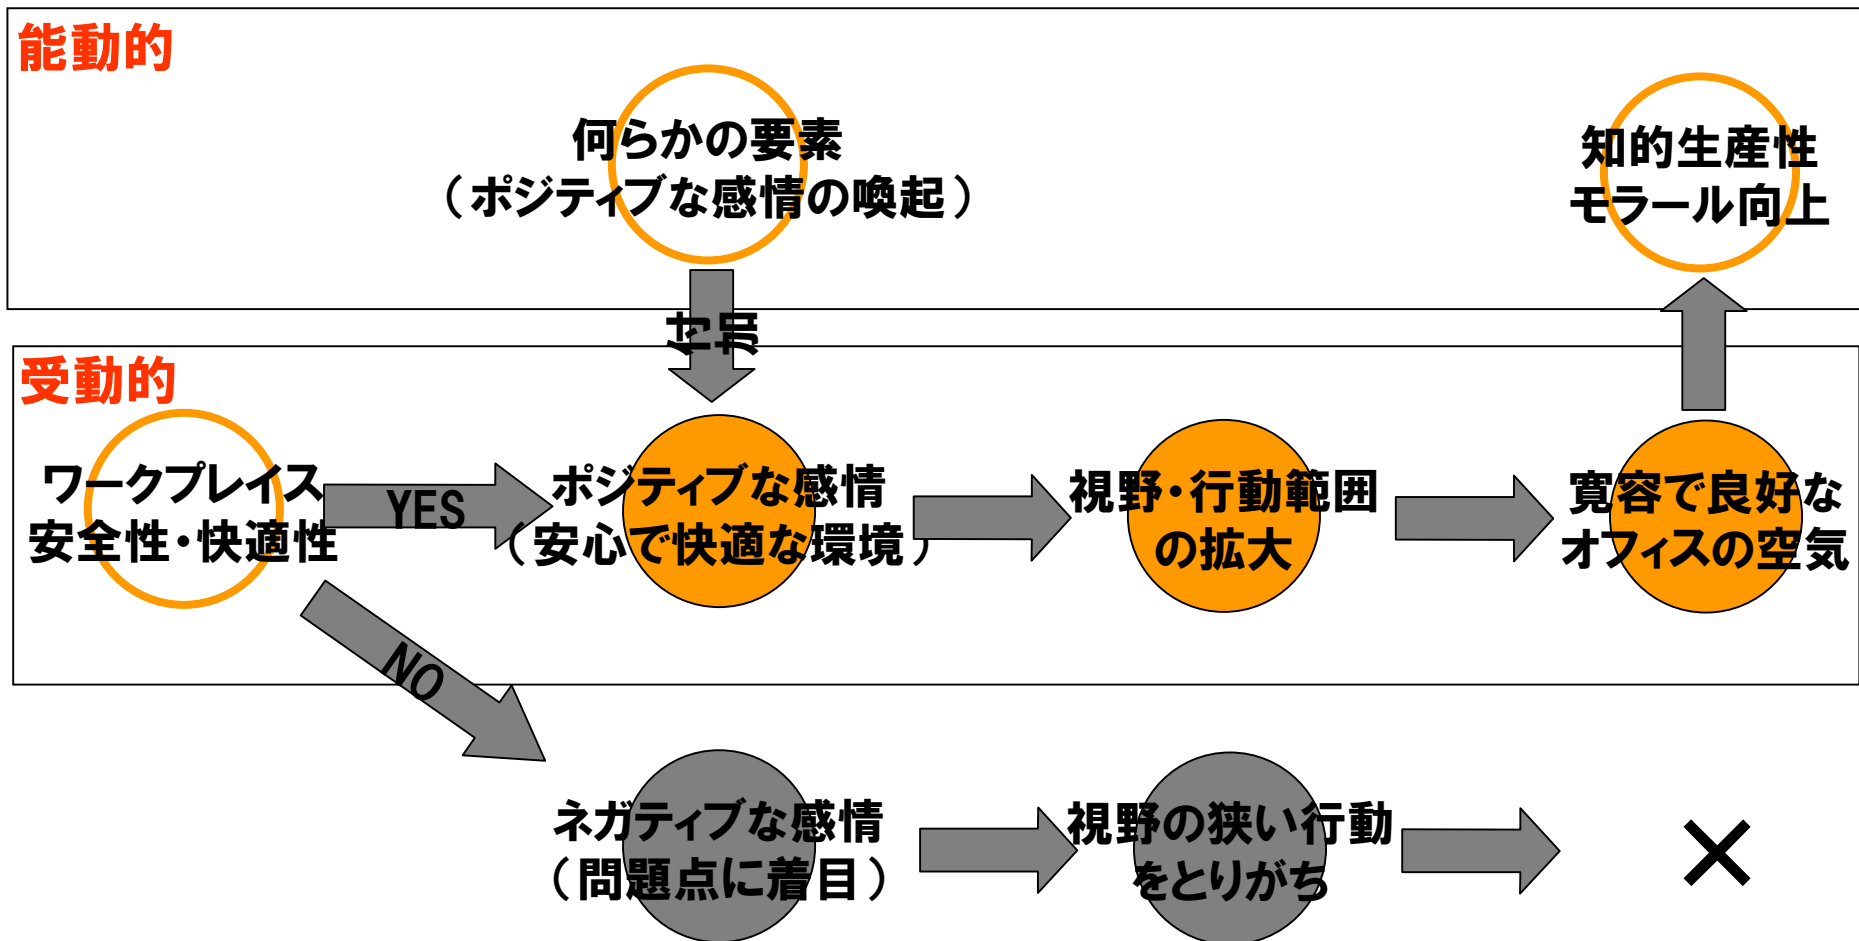 能動的
何らかの要素
（ポジティブな感情の喚起）
知的生産性
モラール向上
付加
受動的
ワークプレイス
安全性・快適性
YES
ポジティブな感情
（安心で快適な環境）
視野・行動範囲
の拡大
寛容で良好な
オフィスの空気
NO
ネガティブな感情
（問題点に着目）
視野の狭い行動
をとりがち
×